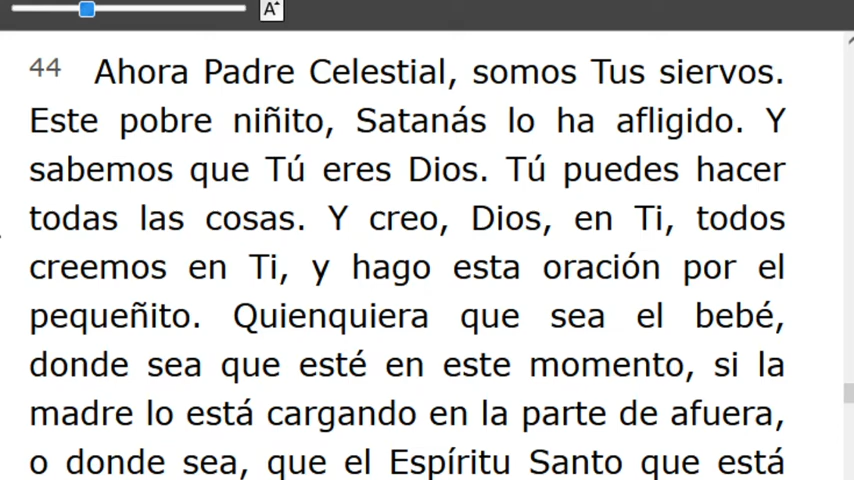 A
44 Ahora Padre Celestial, somos Tus siervos.
Este pobre niñito, Satanás lo ha afligido. Y
sabemos que Tú eres Dios. Tú puedes hacer
todas las cosas. Y creo, Dios, en Ti, todos
creemos en Ti, y hago esta oración por el
pequeñito. Quienquiera que sea el bebé,
donde sea que esté en este momento, si la
madre lo está cargando en la parte de afuera,
o donde sea, que el Espíritu Santo que está